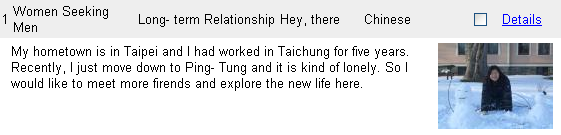 1 Women Seeking Men Long- term Relationship Hey, there Chinese Details
My hometown is in Taipei and I had worked in Taichung for five years.
Recently, I just move down to Ping- Tung and it is kind of lonely. So I
would like to meet more firends and explore the new life here.